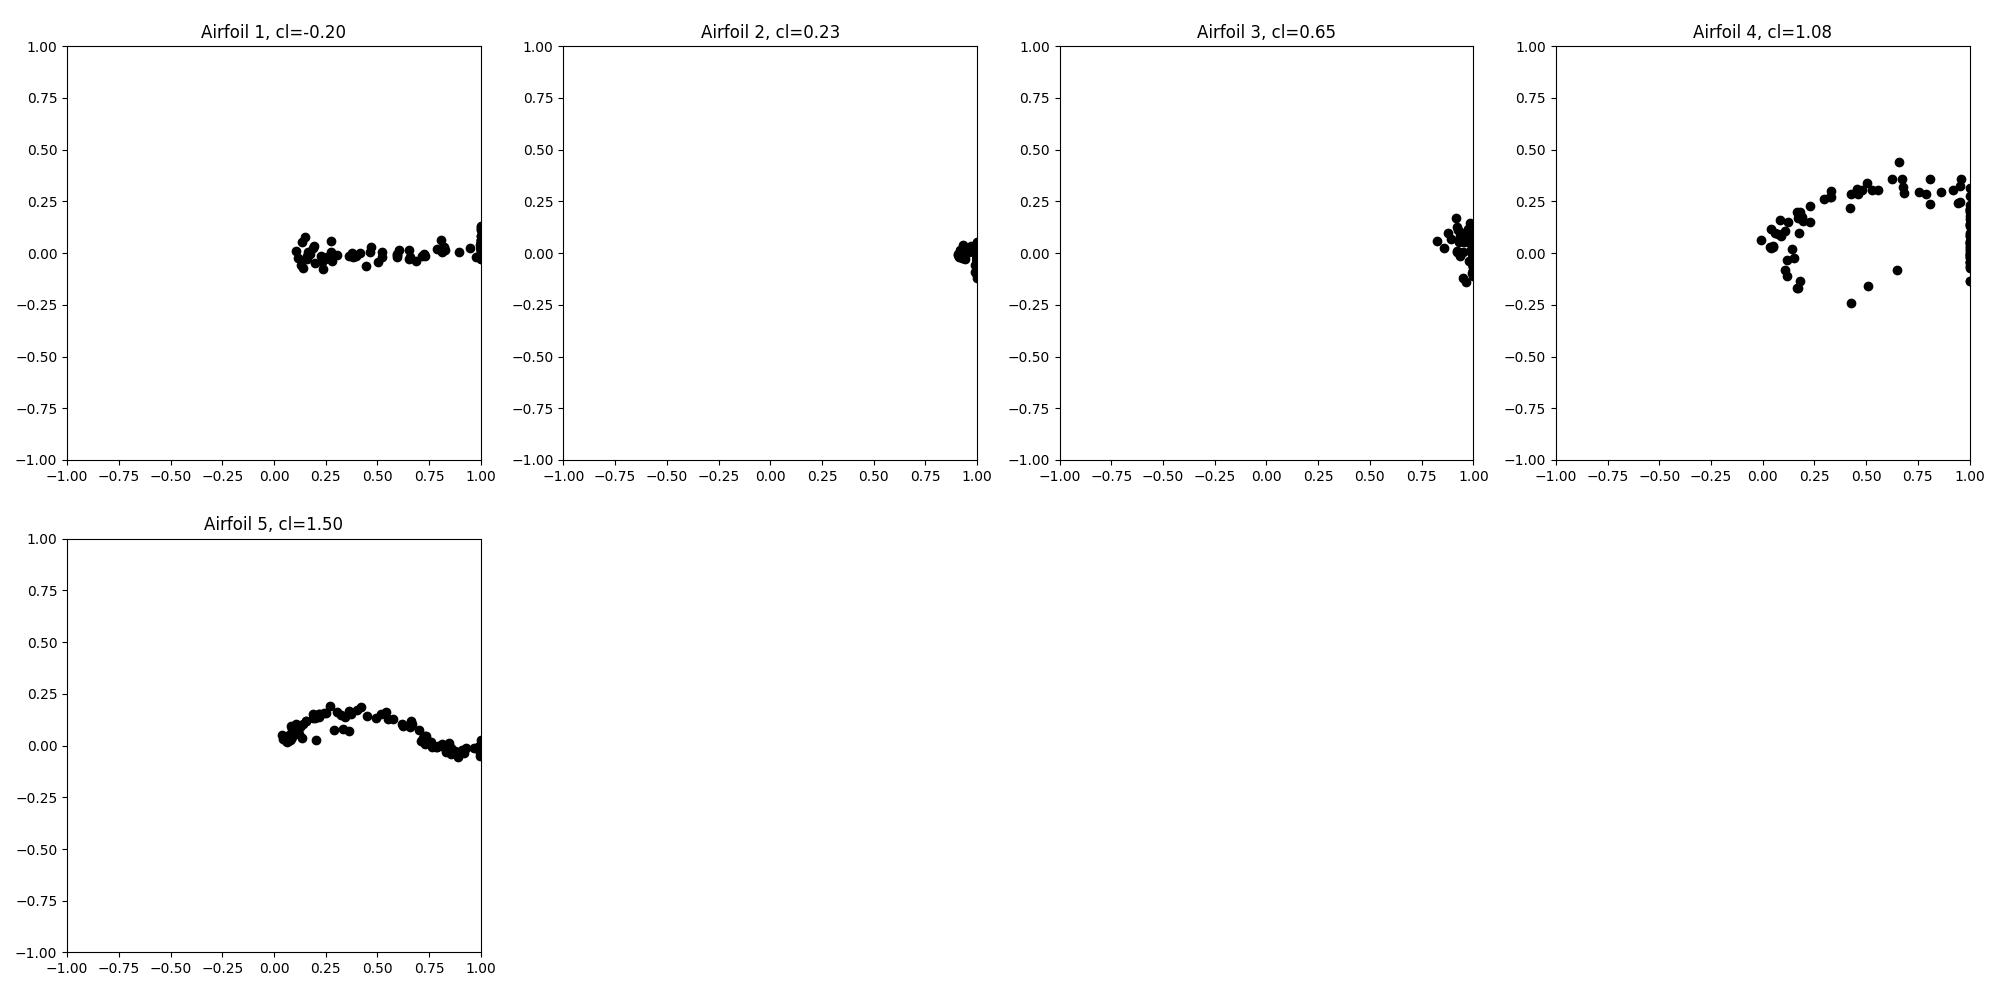 Airfoil 1, cl=-0.20
Airfoil 2, cl=0.23
Airfoil 3, cl=0.65
Airfoil 4, cl=1.08
1.00 1.00 1.00 1.00
0.75 0.75 0.75 0.75
0.50 0.50 0.50 0.50
0.25 0.25 0.25 0.25
0.00 0.00 0.00 0.00
−0.25 −0.25 −0.25 −0.25
−0.50 −0.50 −0.50 −0.50
−0.75 −0.75 −0.75 −0.75
−1.00 −1.00 −1.00 −1.00
−1.00 −0.75 −0.50 −0.25 0.00 0.25 0.50 0.75 1.00
−1.00 −0.75 −0.50 −0.25 0.00 0.25 0.50 0.75 1.00
−1.00 −0.75 −0.50 −0.25 0.00 0.25 0.50 0.75 1.00
−1.00 −0.75 −0.50 −0.25 0.00 0.25 0.50 0.75 1.00
Airfoil 5, cl=1.50
1.00
0.75
0.50
0.25
0.00
−0.25
−0.50
−0.75
−1.00
−1.00 −0.75 −0.50 −0.25 0.00 0.25 0.50 0.75 1.00